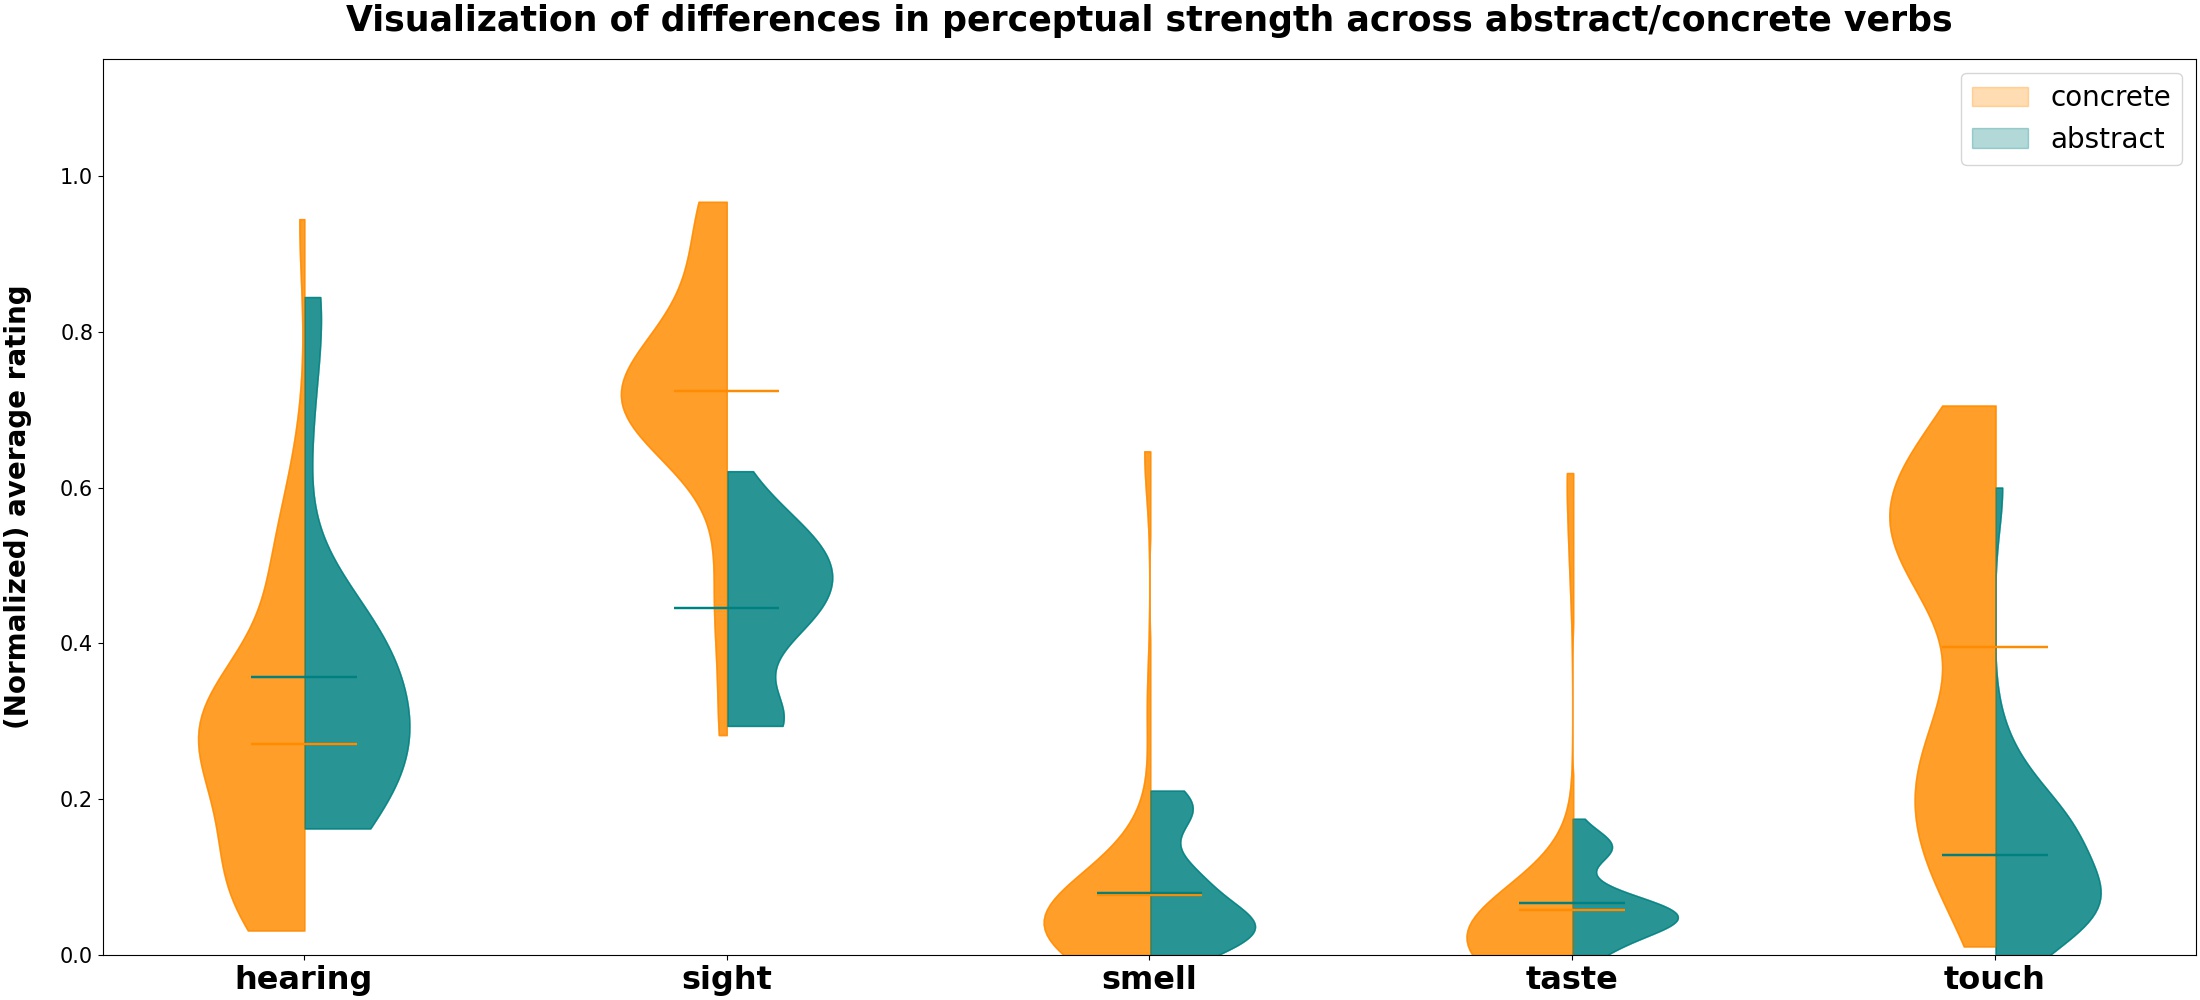 Visualization of differences in perceptual strength across abstract/concrete verbs
concrete
abstract
(Normalized) average rating
1.0
0.8
0.6
0.4
0.2
0.0
hearing sight smell taste touch